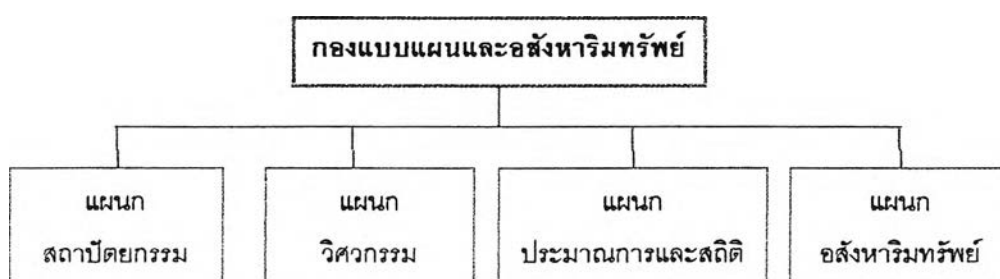 กองแบบแผนและอสังหาริมทรัพย์
แผนก
สถาปัตยกรรม
แผนก
วิศวกรรม
แผนก
ประมาณการและสถิติ
แผนก
อสังหาริมทรัพย์